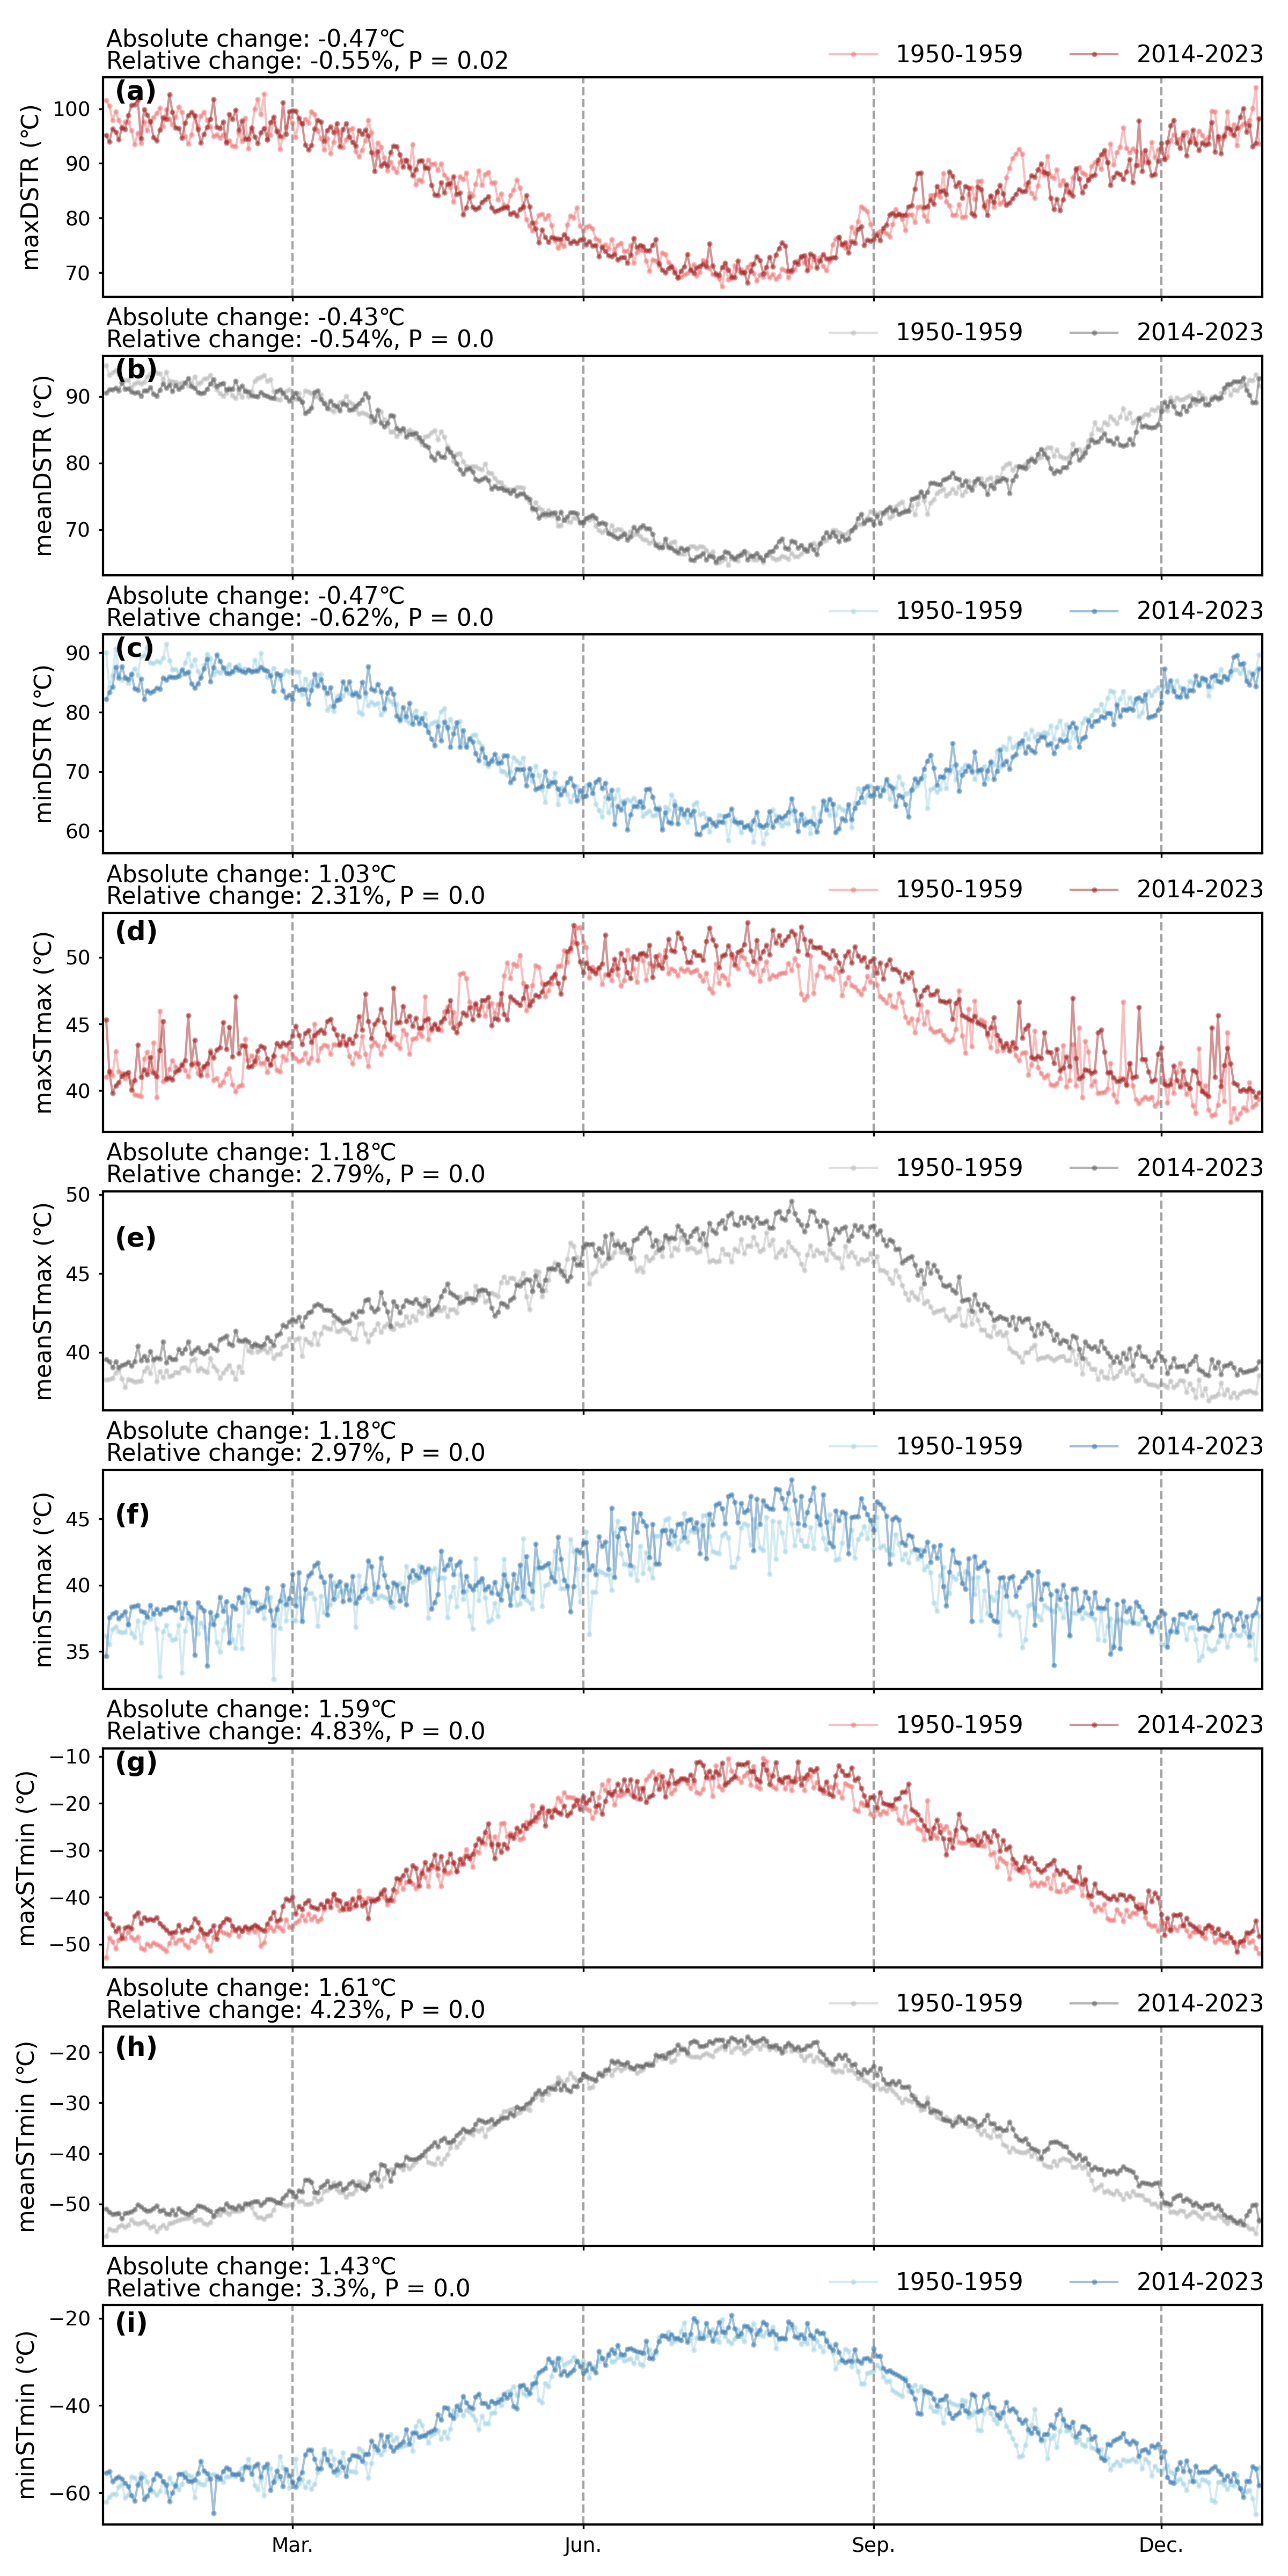 Absolute change: -0.47℃
Relative change: -0.55%, P = 0.02
1950-1959 2014-2023
(a)
maxDSTR (℃)
100
90
80
70
Absolute change: -0.43℃
Relative change: -0.54%, P = 0.0
1950-1959 2014-2023
(b)
meanDSTR (℃)
90
80
70
Absolute change: -0.47℃
Relative change: -0.62%, P = 0.0
1950-1959 2014-2023
(c)
minDSTR (℃)
90
80
70
60
Absolute change: 1.03℃
Relative change: 2.31%, P = 0.0
1950-1959 2014-2023
(d)
maxSTmax (℃)
50
45
40
Absolute change: 1.18℃
Relative change: 2.79%, P = 0.0
1950-1959 2014-2023
(e)
meanSTmax (℃)
50
45
40
Absolute change: 1.18℃
Relative change: 2.97%, P = 0.0
1950-1959 2014-2023
(f)
minSTmax (℃)
45
40
35
Absolute change: 1.59℃
Relative change: 4.83%, P = 0.0
1950-1959 2014-2023
(g)
maxSTmin (℃)
−10
−20
−30
−40
−50
Absolute change: 1.61℃
Relative change: 4.23%, P = 0.0
1950-1959 2014-2023
(h)
meanSTmin (℃)
−20
−30
−40
−50
Absolute change: 1.43℃
Relative change: 3.3%, P = 0.0
1950-1959 2014-2023
(i)
minSTmin (℃)
−20
−40
−60
Mar. Jun. Sep. Dec.